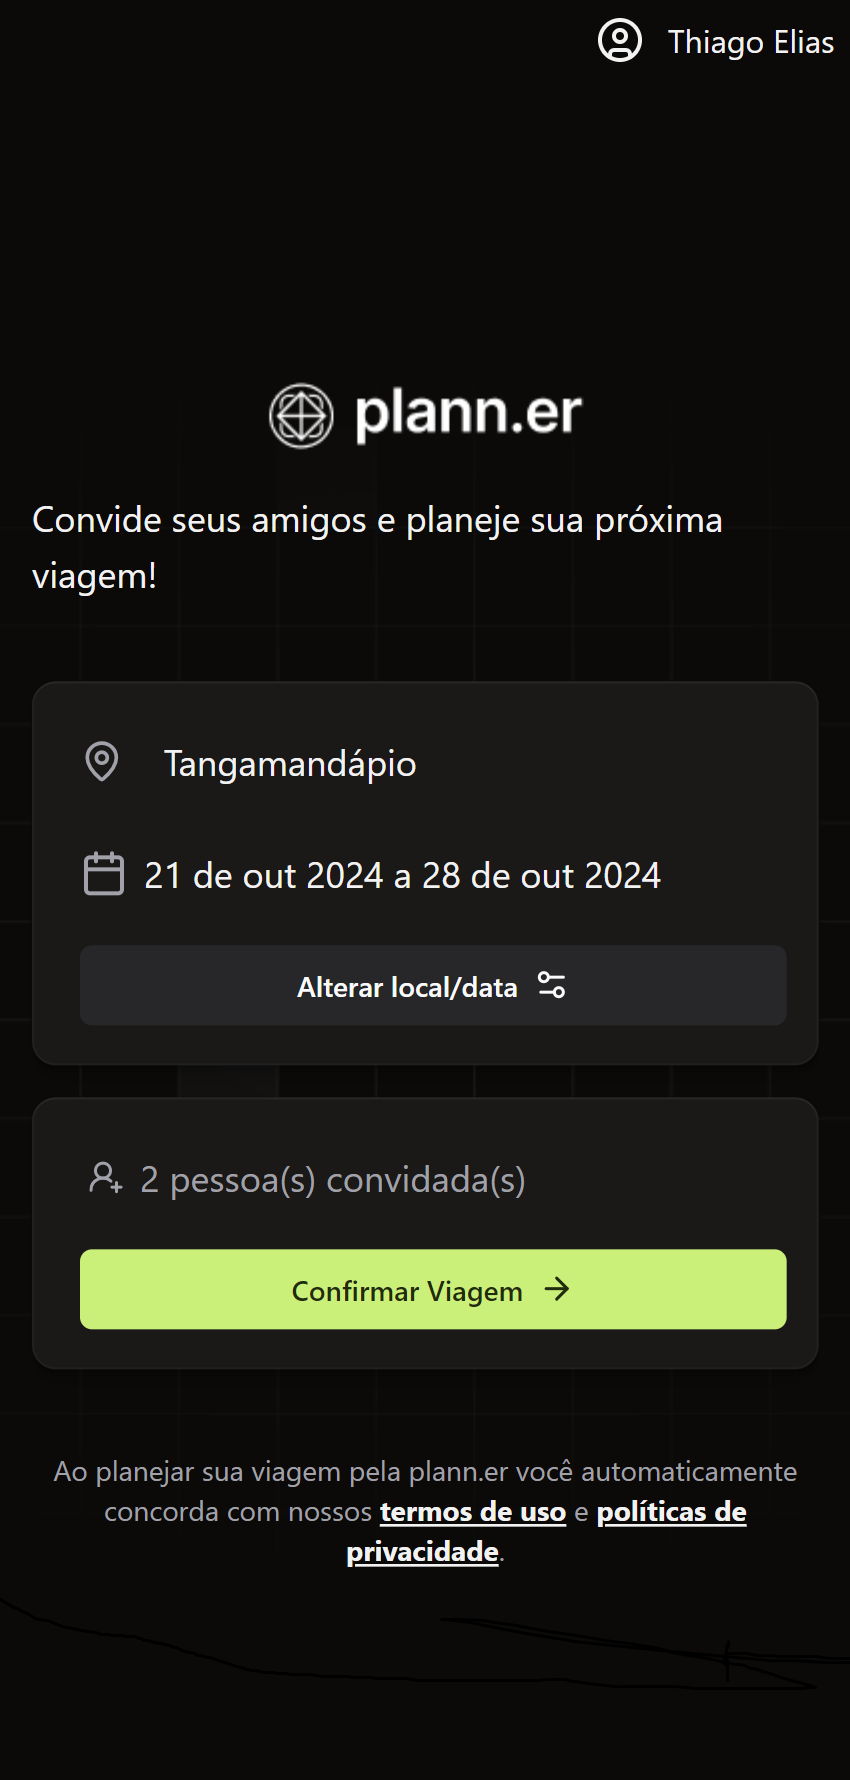 Thiago Elias
plann.er
Convide seus amigos e planeje sua próxima
viagem!
Tangamandápio
21 de out 2024 a 28 de out 2024
Alterar local/data
2 pessoa(s) convidada(s)
Confirmar Viagem
Ao planejar sua viagem pela plann.er você automaticamente
concorda com nossos termos de uso e políticas de
privacidade.